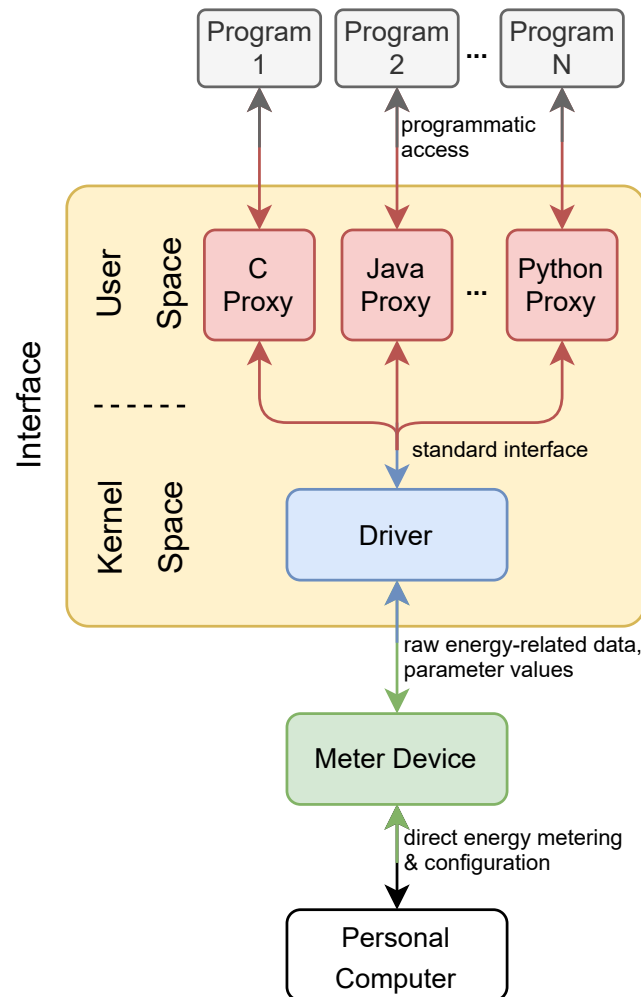 Program
1
Program
2
...
Program
N
programmatic
access
Interface
User
Space
C
Proxy
Java
Proxy
...
Python
Proxy
standard interface
Kernel
Space
Driver
raw energy-related data,
parameter values
Meter Device
direct energy metering
& configuration
Personal
Computer